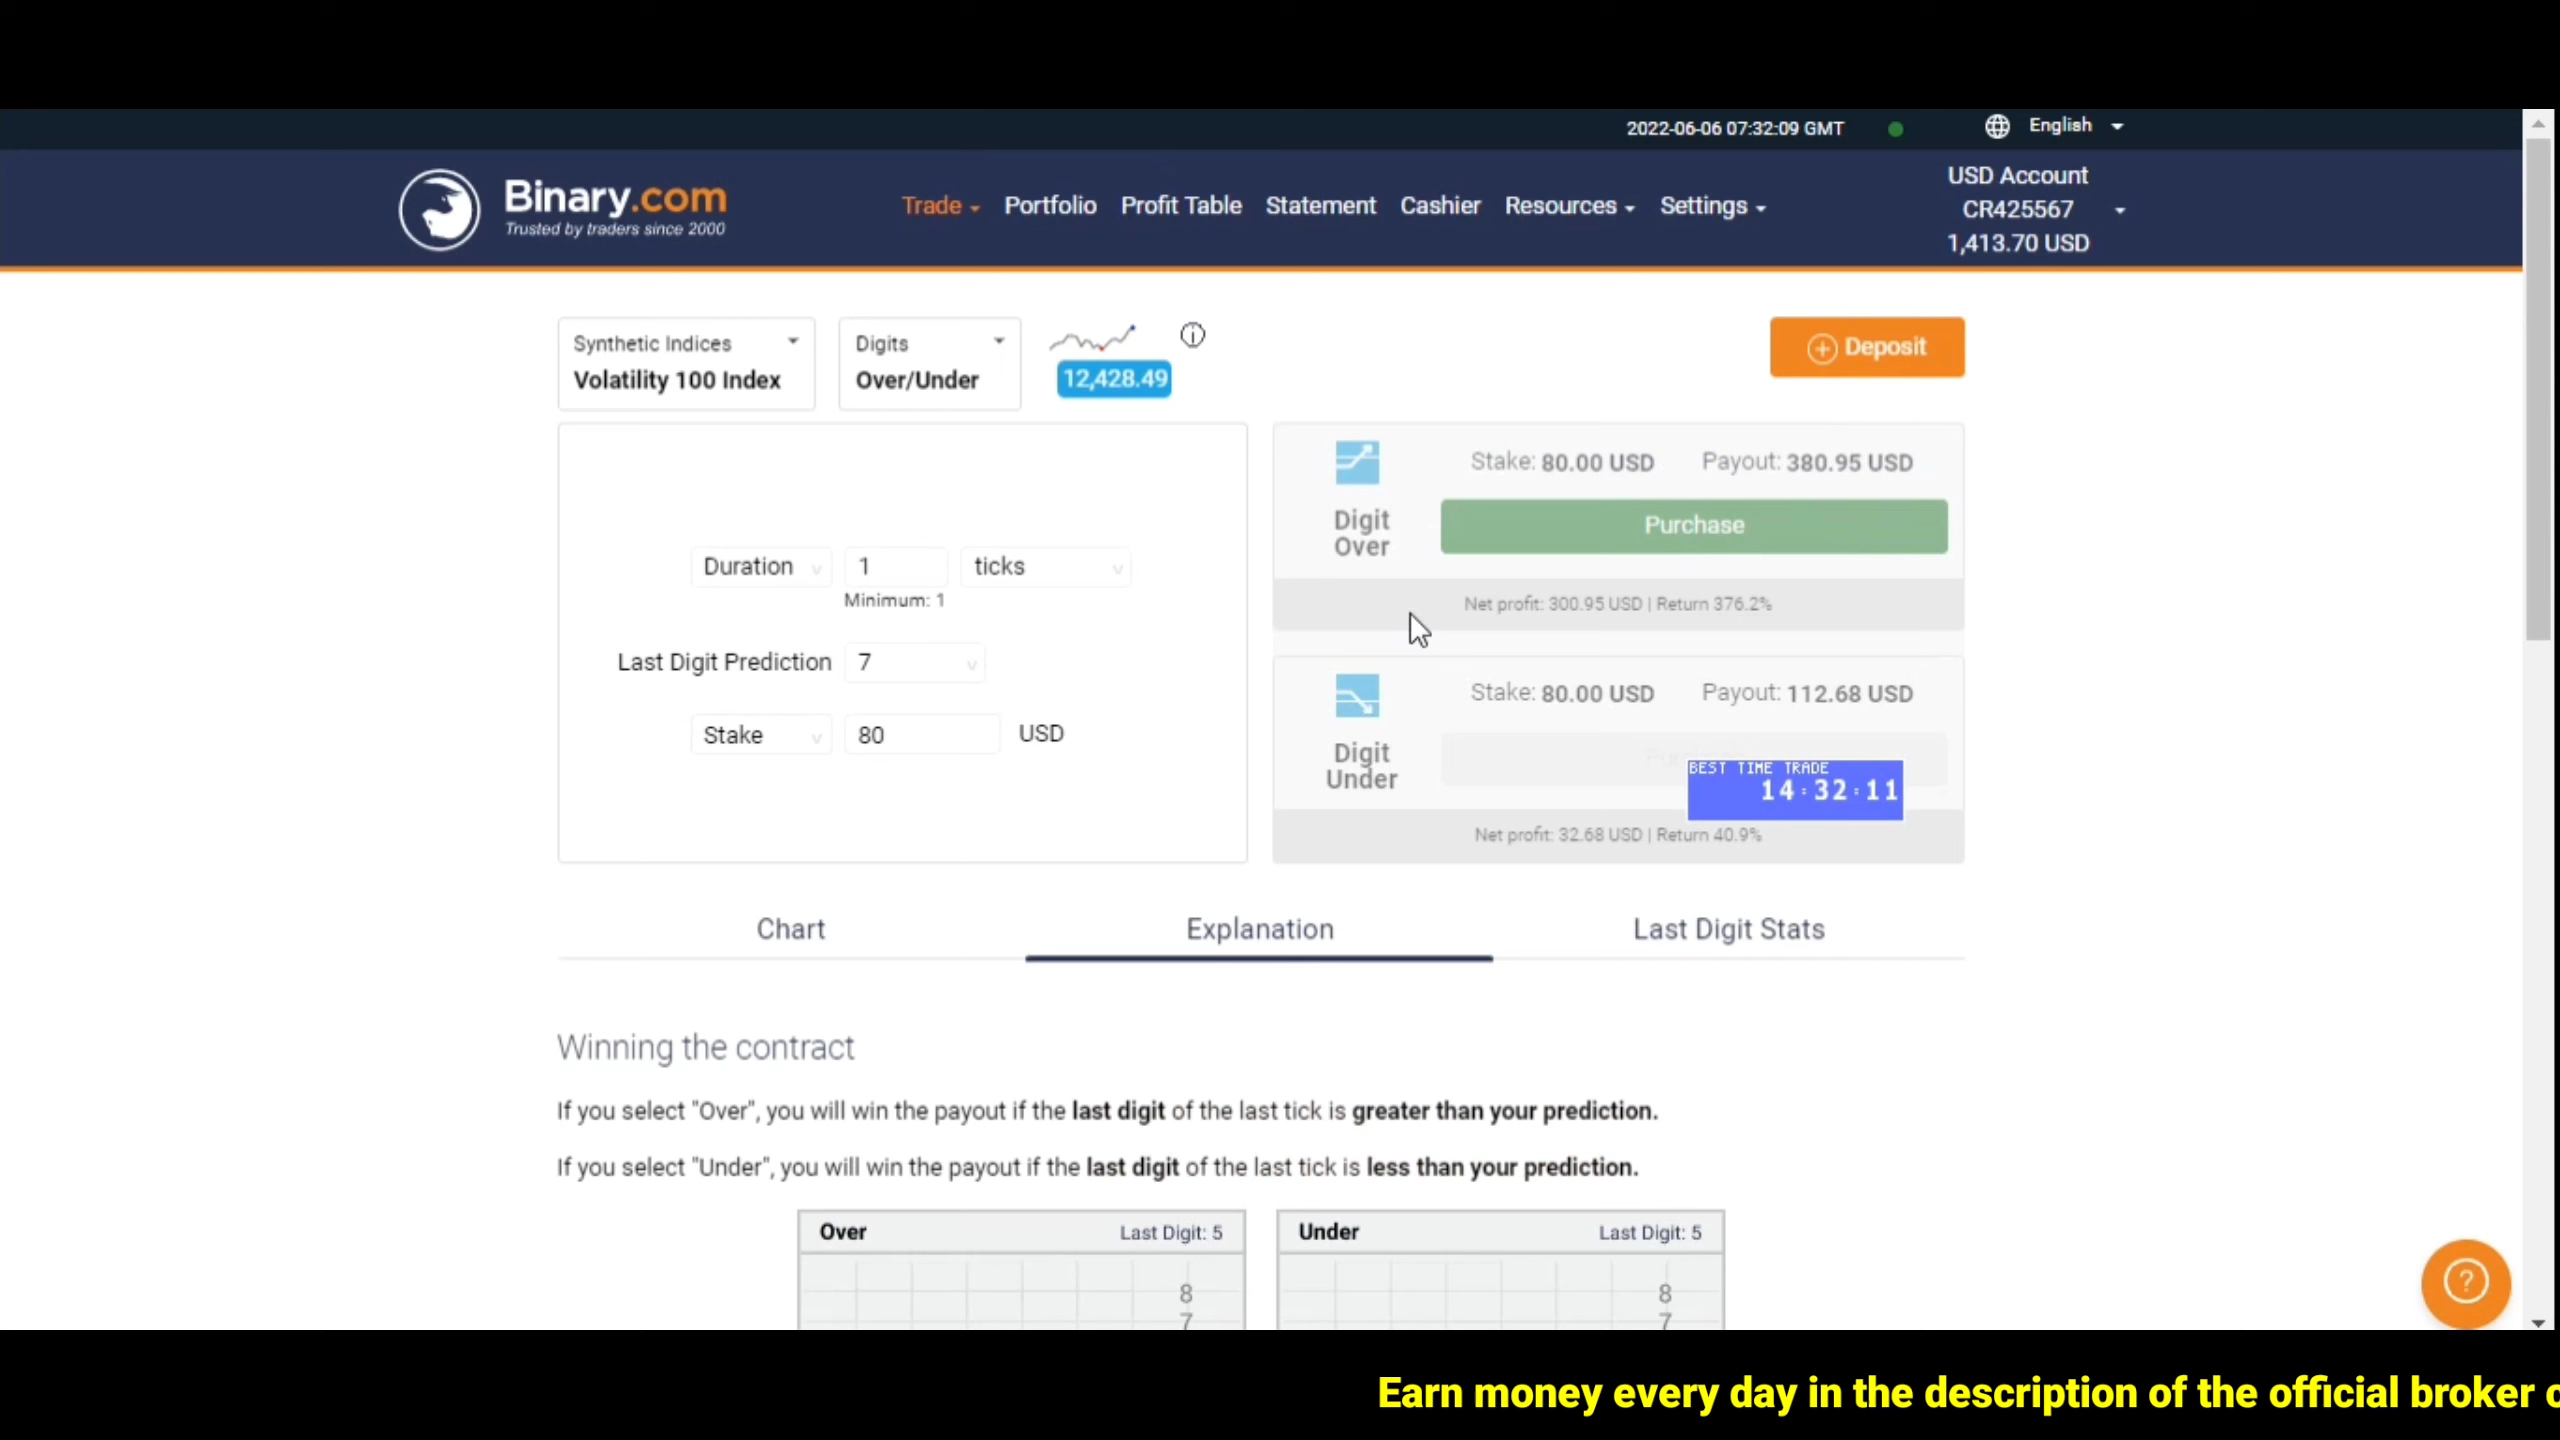 2022-06-06 07:32:09 GMT
English
Binary.com
Trusted by traders since 2000
Trade
Portfolio
Profit Table
Statement
Cashier
Resources
Settings
USD Account
CR425567
1,413.70 USD
Synthetic Indices
Volatility 100 Index
Digits
Over/Under
12,428.49
Deposit
Duration 1 ticks
Minimum: 1
Last Digit Prediction 7
Stake 80 USD
Stake: 80.00 USD Payout: 380.95 USD
Digit
Over
Purchase
Net profit: 300.95 USD | Return 376.2%
Stake: 80.00 USD Payout: 112.68 USD
Digit
Under
BEST TIME TRADE
14:32:11
Net profit: 32.68 USD | Return 40.9%
Chart
Explanation
Last Digit Stats
Winning the contract
If you select "Over", you will win the payout if the last digit of the last tick is greater than your prediction.
If you select "Under", you will win the payout if the last digit of the last tick is less than your prediction.
Over Last Digit: 5
8
7
Under Last Digit: 5
8
7
?
Earn money every day in the description of the official broker